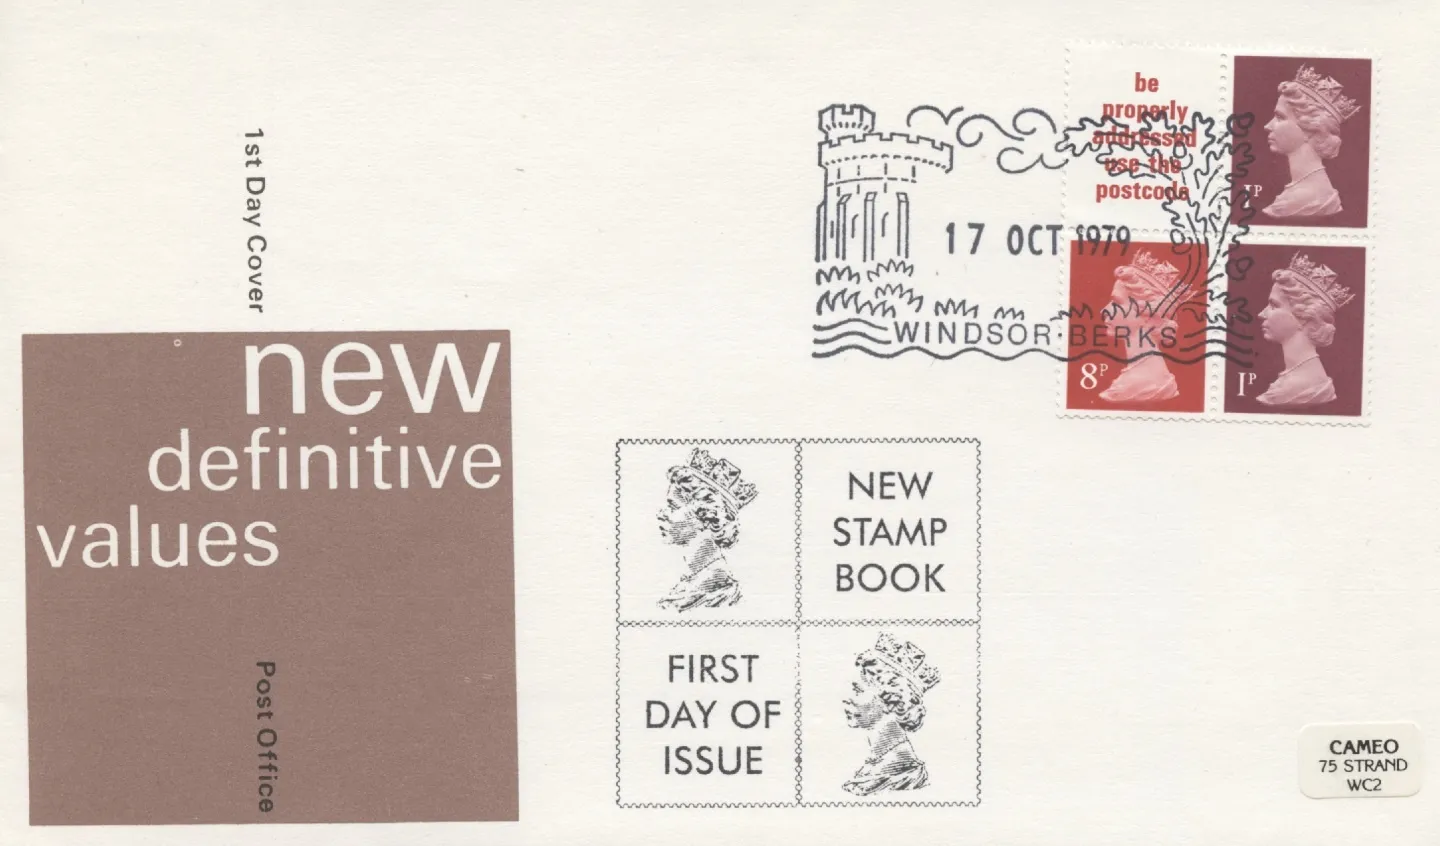 1st Day Cover
new
definitive
values
Post Office
be
properly
addressed
use the
postcode
1P
17 OCT 1979
WINDSOR·BERKS
8P
1P
NEW
STAMP
BOOK
FIRST
DAY OF
ISSUE
CAMEO
75 STRAND
WC2